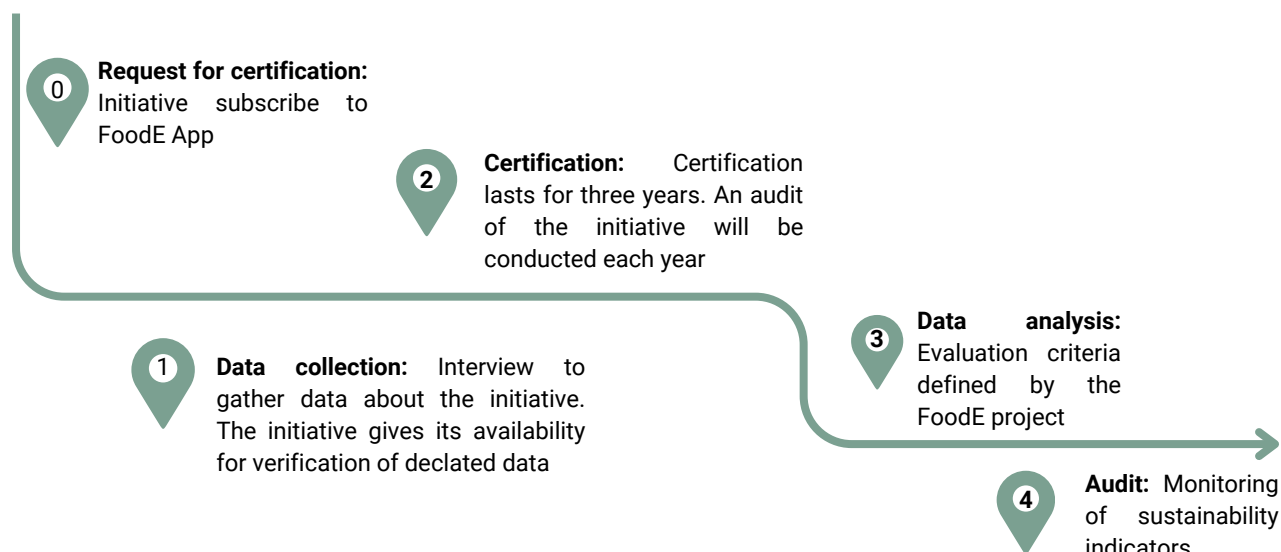 0
Request for certification:
Initiative subscribe to
FoodE App
1
Data collection: Interview to
gather data about the initiative.
The initiative gives its availability
for verification of declated data
2
Certification: Certification
lasts for three years. An audit
of the initiative will be
conducted each year
3
Data analysis:
Evaluation criteria
defined by the
FoodE project
4
Audit: Monitoring
of sustainability
indicators